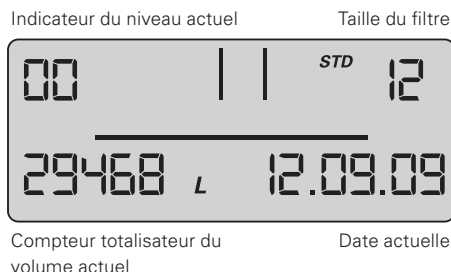 Indicateur du niveau actuel Taille du filtre
00 STD 12
29468 L 12.09.09
Compteur totalisateur du Date actuelle
volume actuel